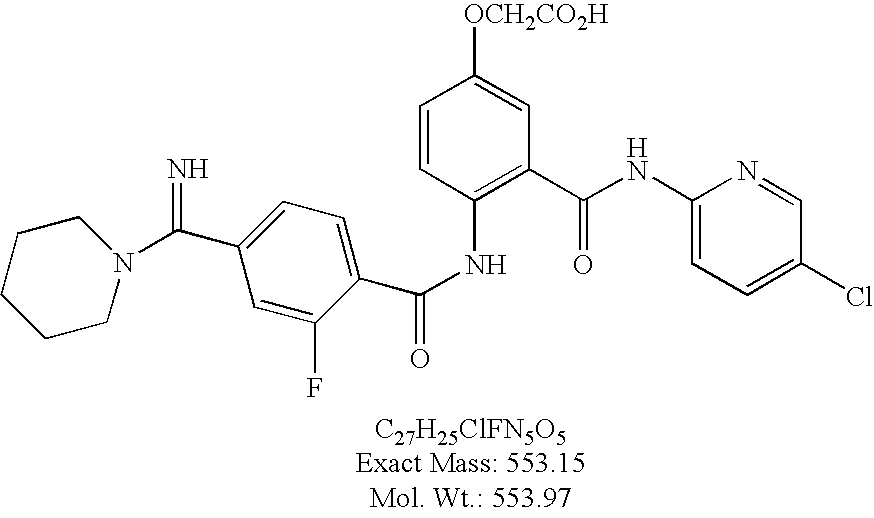 OCH₂CO₂H
NH
H
N
N
N
NH
O
Cl
O
F
C₂₇H₂₅ClFN₅O₅
Exact Mass: 553.15
Mol. Wt.: 553.97